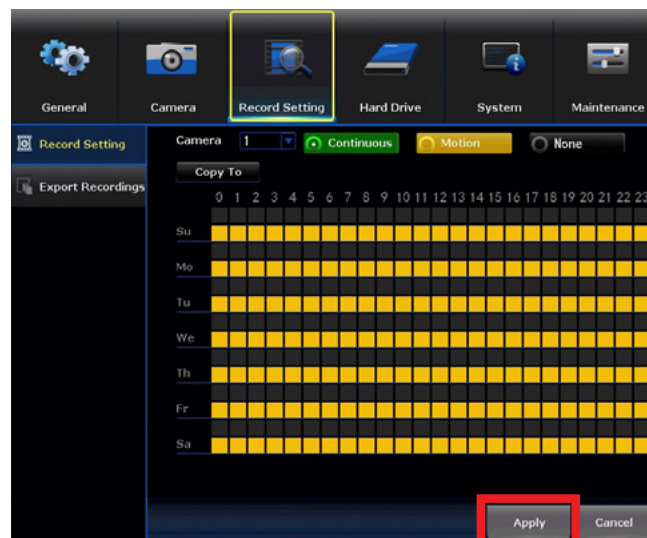 General Camera Record Setting Hard Drive System Maintenance
Record Setting
Export Recordings
Camera 1 Continuous Motion None
Copy To
0 1 2 3 4 5 6 7 8 9 10 11 12 13 14 15 16 17 18 19 20 21 22 23
Su
Mo
Tu
We
Th
Fr
Sa
Apply Cancel